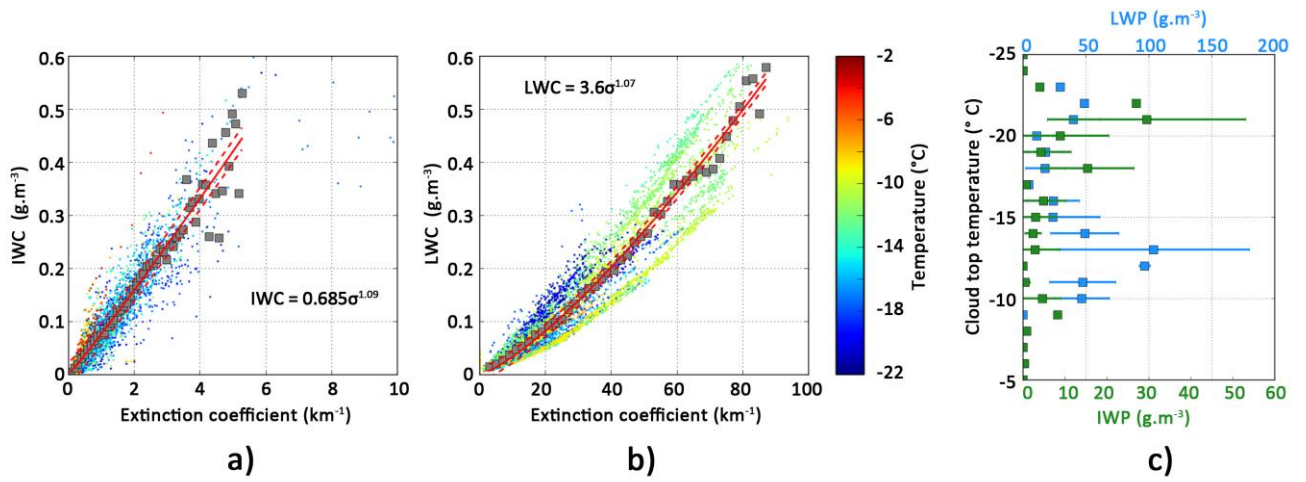 0.6
0.5
0.4
0.3
0.2
0.1
0
IWC (g.m⁻³)
IWC = 0.685σ¹·⁰⁹
0 2 4 6 8 10
Extinction coefficient (km⁻¹)
a)
0.6
0.5
0.4
0.3
0.2
0.1
0
LWC (g.m⁻³)
LWC = 3.6σ¹·⁰⁷
0 20 40 60 80 100
Extinction coefficient (km⁻¹)
b)
-2
-6
-10
-14
-18
-22
Temperature (°C)
LWP (g.m⁻³)
0 50 100 150 200
-25
-20
-15
-10
-5
Cloud top temperature (° C)
0 10 20 30 40 50 60
IWP (g.m⁻³)
c)